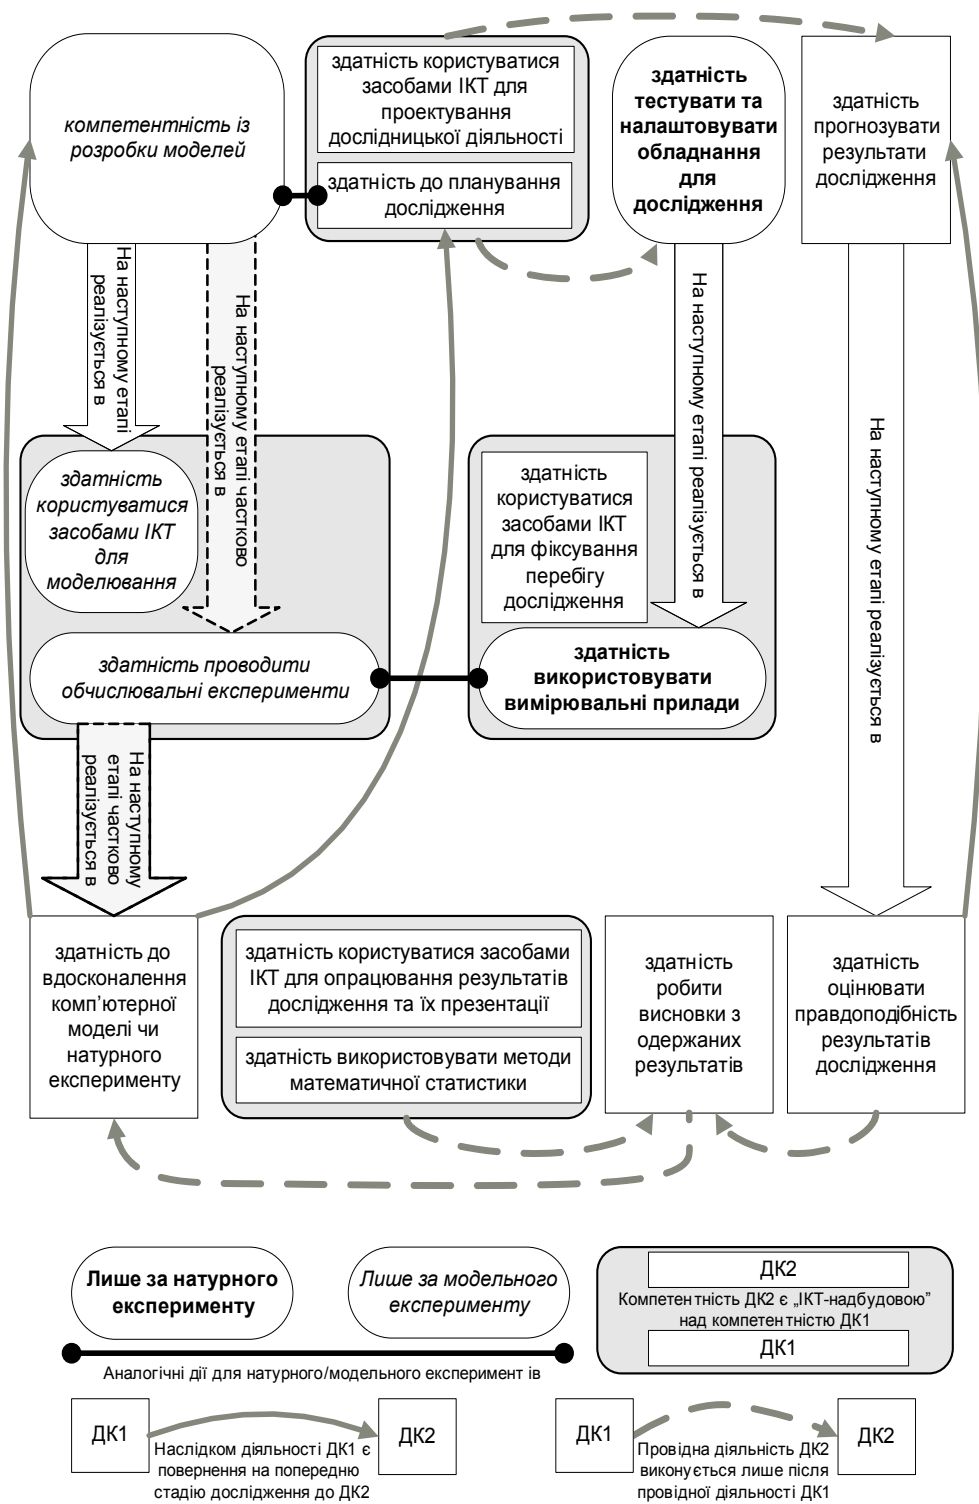 компетентність із
розробки моделей
здатність користуватися
засобами ІКТ для
проектування
дослідницької діяльності
здатність до планування
дослідження
здатність
тестувати та
налаштовувати
обладнання
для
дослідження
здатність
прогнозувати
результати
дослідження
На наступному етапі
реалізується в
На наступному етапі частково
реалізується в
На наступному етапі реалізується в
На наступному етапі реалізується в
здатність
користуватися
засобами ІКТ
для
моделювання
здатність
користуватися
засобами ІКТ
для фіксування
перебігу
дослідження
здатність проводити
обчислювальні експерименти
здатність
використовувати
вимірювальні прилади
На наступному
етапі частково
реалізується в
здатність до
вдосконалення
комп’ютерної
моделі чи
натурного
експерименту
здатність користуватися засобами
ІКТ для опрацювання результатів
дослідження та їх презентації
здатність використовувати методи
математичної статистики
здатність
робити
висновки з
одержаних
результатів
здатність
оцінювати
правдоподібність
результатів
дослідження
Лише за натурного
експерименту
Лише за модельного
експерименту
ДК2
Компетентність ДК2 є „ІКТ-надбудовою”
над компетентністю ДК1
ДК1
Аналогічні дії для натурного/модельного експериментів
ДК1
ДК2
Наслідком діяльності ДК1 є
повернення на попередню
стадію дослідження до ДК2
ДК1
ДК2
Провідна діяльність ДК2
виконується лише після
провідної діяльності ДК1